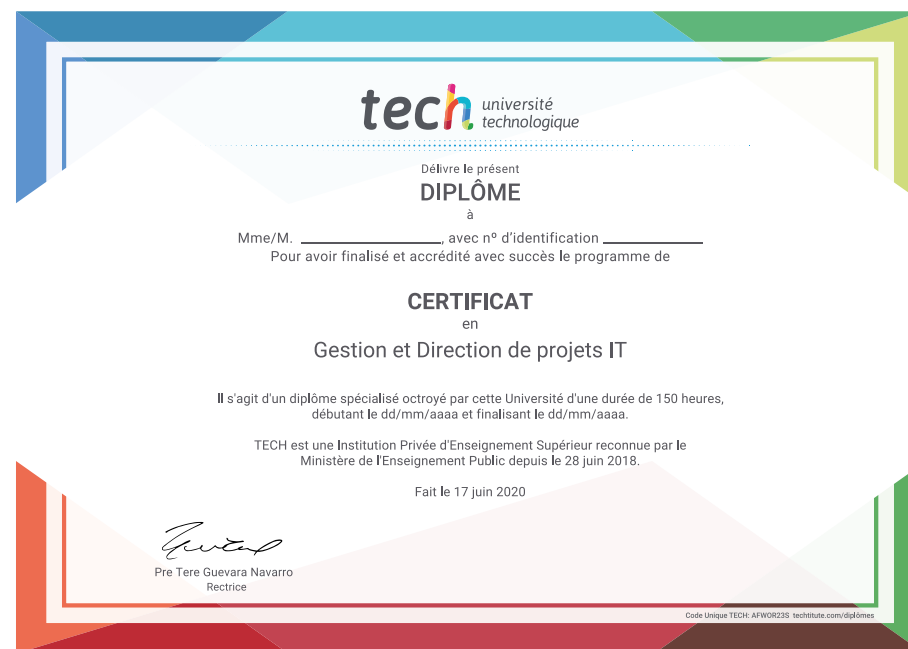 tech université
technologique
Délivre le présent
DIPLÔME
à
Mme/M. ____________________, avec nº d'identification ______________
Pour avoir finalisé et accrédité avec succès le programme de
CERTIFICAT
en
Gestion et Direction de projets IT
Il s'agit d'un diplôme spécialisé octroyé par cette Université d'une durée de 150 heures,
débutant le dd/mm/aaaa et finalisant le dd/mm/aaaa.
TECH est une Institution Privée d'Enseignement Supérieur reconnue par le
Ministère de l'Enseignement Public depuis le 28 juin 2018.
Fait le 17 juin 2020
Pre Tere Guevara Navarro
Rectrice
Code Unique TECH: AFWOR23S techtitute.com/diplômes